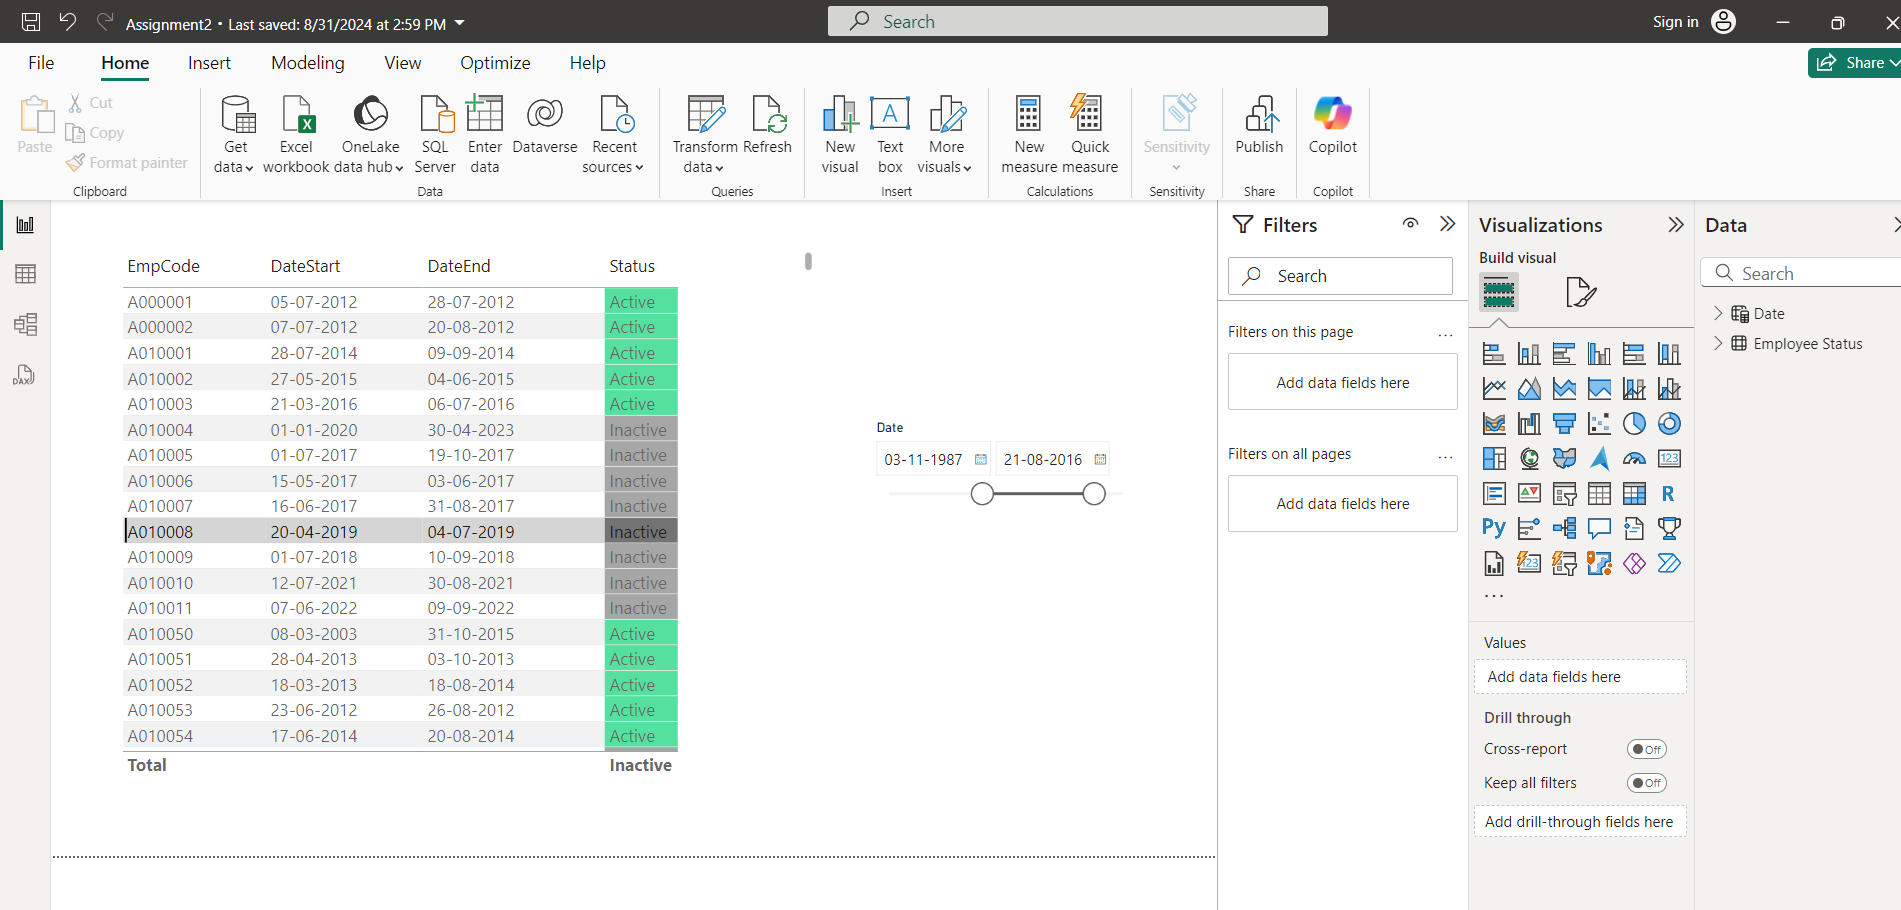 Assignment2 • Last saved: 8/31/2024 at 2:59 PM
Search
Sign in
File Home Insert Modeling View Optimize Help
Share
Paste
Cut
Copy
Format painter
Clipboard
Get data
Excel workbook
OneLake data hub
SQL Server
Enter data
Dataverse
Recent sources
Data
Transform data
Refresh
Queries
New visual
Text box
More visuals
Insert
New measure
Quick measure
Calculations
Sensitivity
Sensitivity
Publish
Share
Copilot
Copilot
EmpCode DateStart DateEnd Status
A000001 05-07-2012 28-07-2012 Active
A000002 07-07-2012 20-08-2012 Active
A010001 28-07-2014 09-09-2014 Active
A010002 27-05-2015 04-06-2015 Active
A010003 21-03-2016 06-07-2016 Active
A010004 01-01-2020 30-04-2023 Inactive
A010005 01-07-2017 19-10-2017 Inactive
A010006 15-05-2017 03-06-2017 Inactive
A010007 16-06-2017 31-08-2017 Inactive
A010008 20-04-2019 04-07-2019 Inactive
A010009 01-07-2018 10-09-2018 Inactive
A010010 12-07-2021 30-08-2021 Inactive
A010011 07-06-2022 09-09-2022 Inactive
A010050 08-03-2003 31-10-2015 Active
A010051 28-04-2013 03-10-2013 Active
A010052 18-03-2013 18-08-2014 Active
A010053 23-06-2012 26-08-2012 Active
A010054 17-06-2014 20-08-2014 Active
Total Inactive
Date
03-11-1987 21-08-2016
Filters
Search
Filters on this page ...
Add data fields here
Filters on all pages ...
Add data fields here
Visualizations
Build visual
123
R
Py
123
...
Values
Add data fields here
Drill through
Cross-report Off
Keep all filters Off
Add drill-through fields here
Data
Search
Date
Employee Status
DAX
A
X